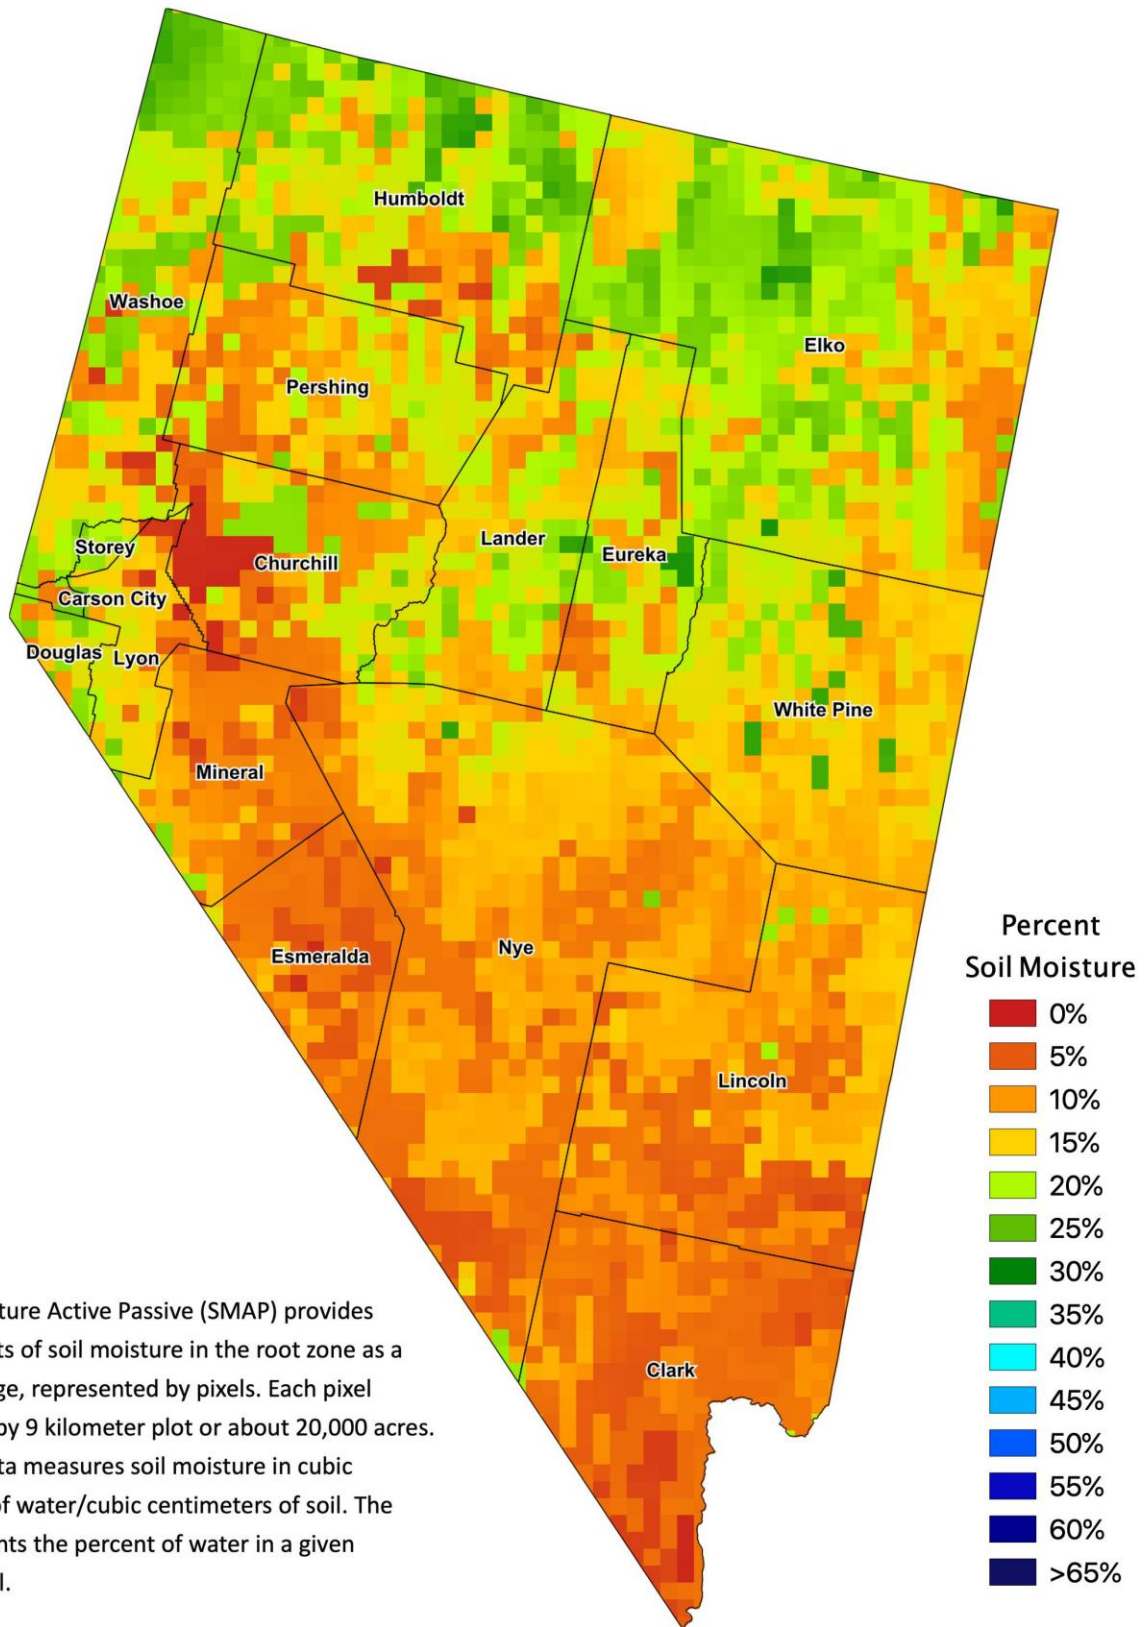 Humboldt
Washoe
Elko
Pershing
Lander
Storey
Eureka
Churchill
Carson City
Douglas
Lyon
White Pine
Mineral
Nye
Esmeralda
Lincoln
Clark
Percent
Soil Moisture
0%
5%
10%
15%
20%
25%
30%
35%
40%
45%
50%
55%
60%
>65%
ture Active Passive (SMAP) provides
ts of soil moisture in the root zone as a
ge, represented by pixels. Each pixel
by 9 kilometer plot or about 20,000 acres.
ta measures soil moisture in cubic
of water/cubic centimeters of soil. The
nts the percent of water in a given
l.